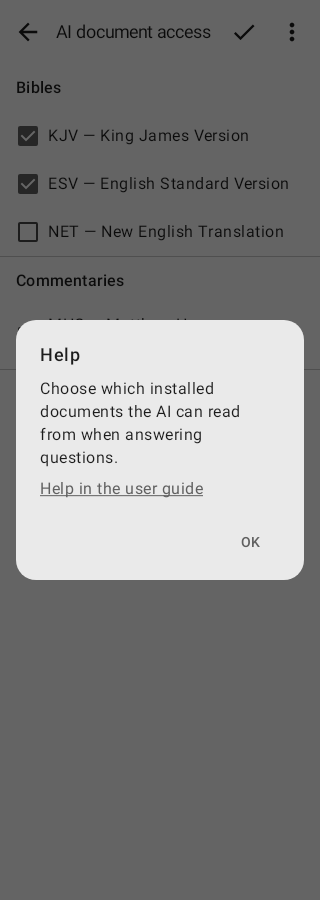 AI document access
Bibles
KJV — King James Version
ESV — English Standard Version
NET — New English Translation
Commentaries
Help
Choose which installed
documents the AI can read
from when answering
questions.
Help in the user guide
OK